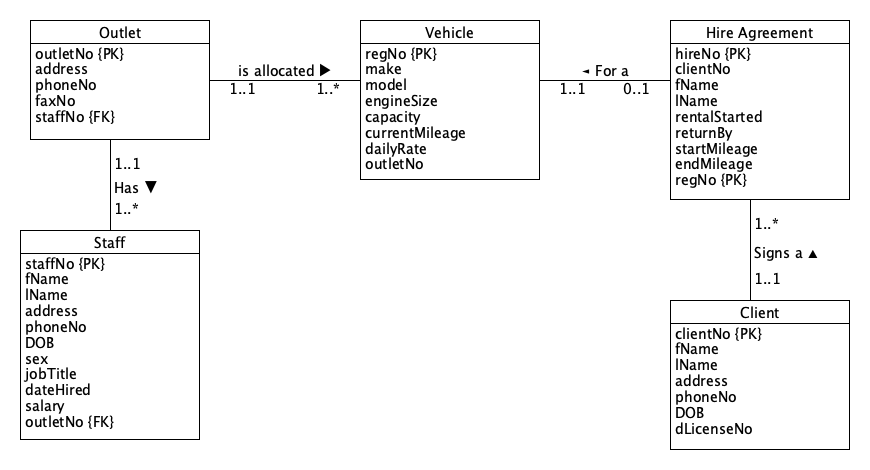 Outlet
outletNo {PK}
address
phoneNo
faxNo
staffNo {FK}
is allocated ▶
1..1
1..*
Vehicle
regNo {PK}
make
model
engineSize
capacity
currentMileage
dailyRate
outletNo
◄ For a
1..1
0..1
Hire Agreement
hireNo {PK}
clientNo
fName
lName
rentalStarted
returnBy
startMileage
endMileage
regNo {PK}
1..1
Has ▼
1..*
Staff
staffNo {PK}
fName
lName
address
phoneNo
DOB
sex
jobTitle
dateHired
salary
outletNo {FK}
1..*
Signs a ▲
1..1
Client
clientNo {PK}
fName
lName
address
phoneNo
DOB
dLicenseNo